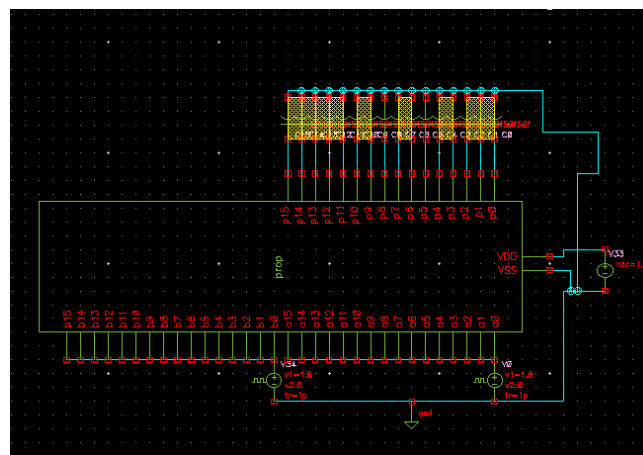 C0
p15 p14 p13 p12 p11 p10 p9 p8 p7 p6 p5 p4 p3 p2 p1 p0
prop
VDD
VSS
V33
b15 b14 b13 b12 b11 b10 b9 b8 b7 b6 b5 b4 b3 b2 b1 b0 a15 a14 a13 a12 a11 a10 a9 a8 a7 a6 a5 a4 a3 a2 a1 a0
V34
v1=1.8
v2=0
tr=1p
V0
v1=1.8
v2=0
tr=1p
gnd